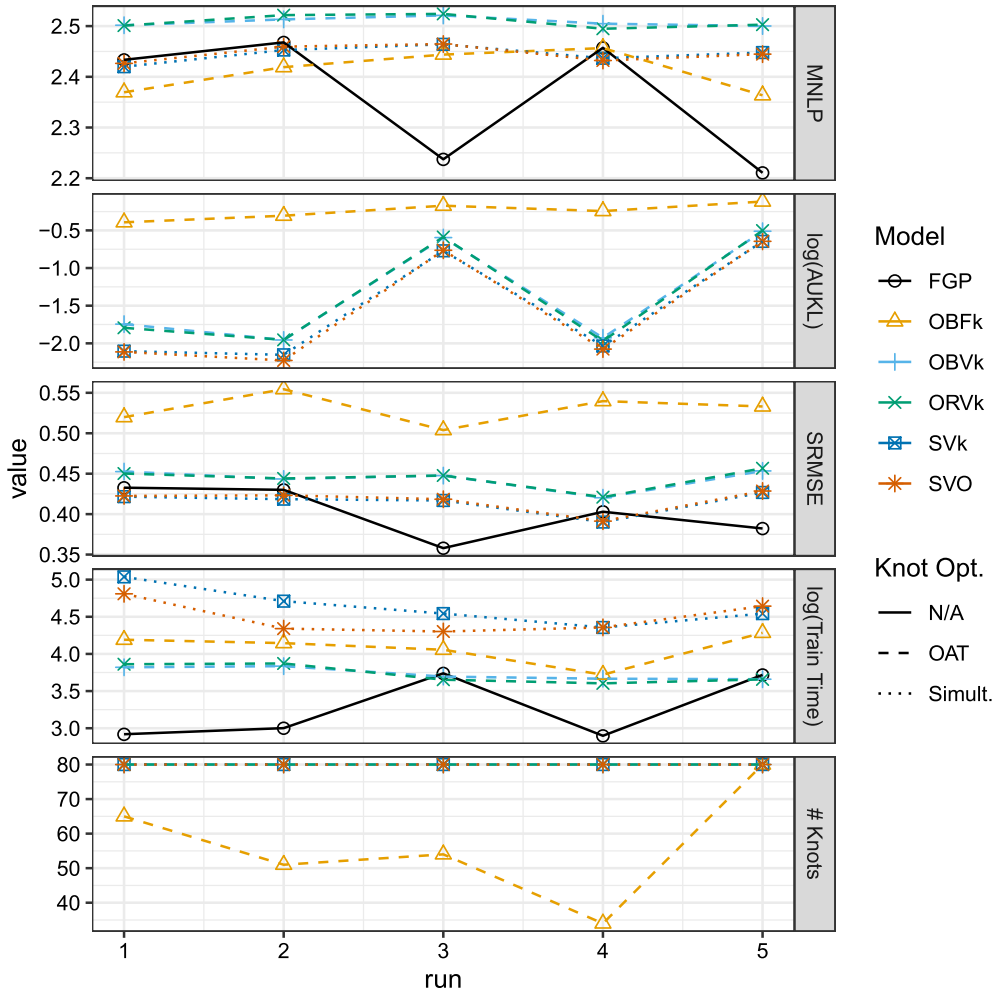 2.5
2.4
2.3
2.2
MNLP
−0.5
−1.0
−1.5
−2.0
log(AUKL)
0.55
0.50
0.45
0.40
0.35
SRMSE
5.0
4.5
4.0
3.5
3.0
log(Train Time)
80
70
60
50
40
# Knots
value
1 2 3 4 5
run
Model
FGP
OBFk
OBVk
ORVk
SVk
SVO
Knot Opt.
N/A
OAT
Simult.